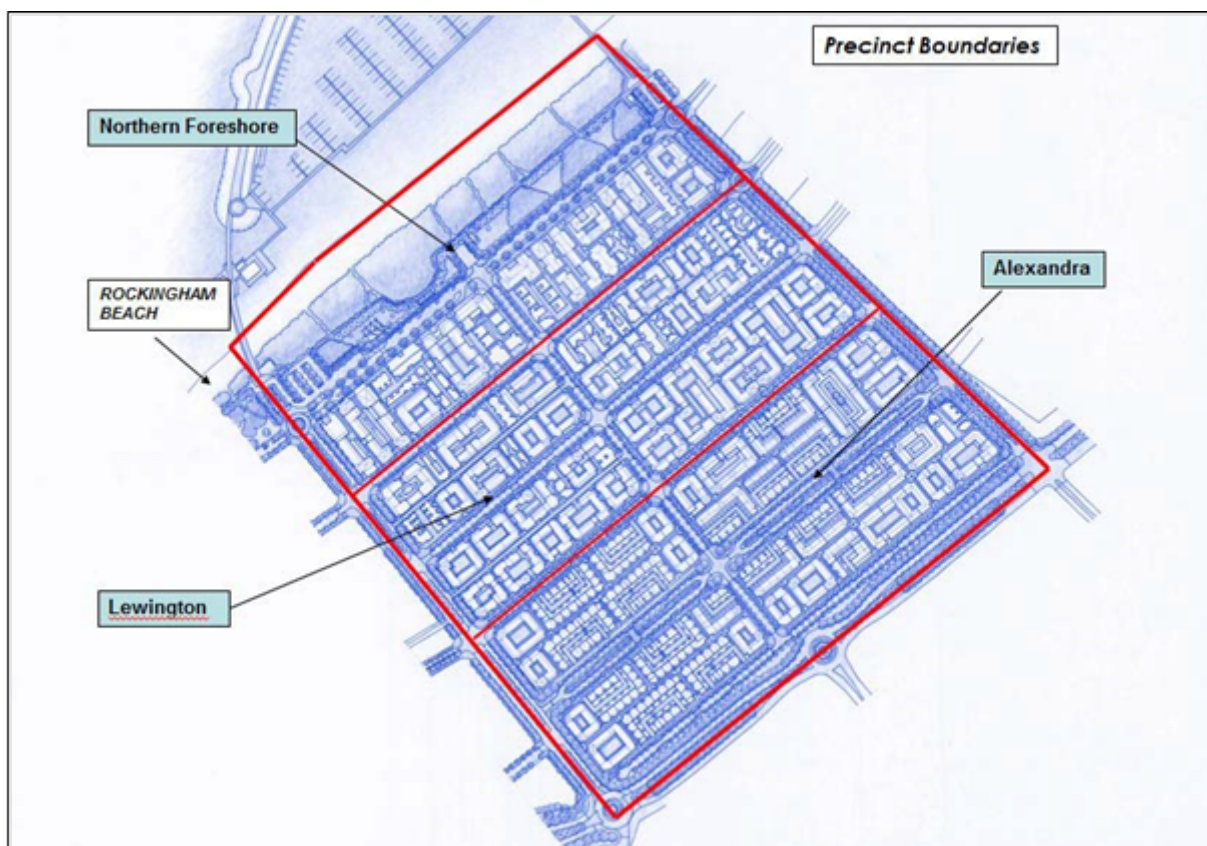 Precinct Boundaries
Northern Foreshore
Alexandra
ROCKINGHAM
BEACH
Lewington